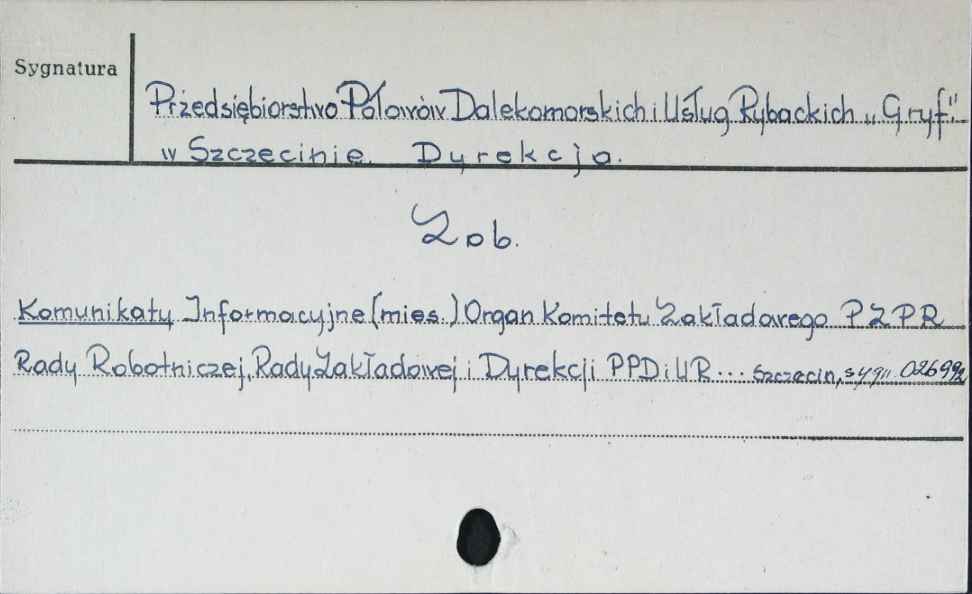 Sygnatura
Przedsiębiorstwo Połowów Dalekomorskich i Usług Rybackich „Gryf"
w Szczecinie. Dyrekcja.
Zob.
Komunikaty Informacyjne (mies.) Organ Komitetu Zakładowego PZPR
Rady Robotniczej, Rady Zakładowej i Dyrekcji PPDiUR... Szczecin, sygn.